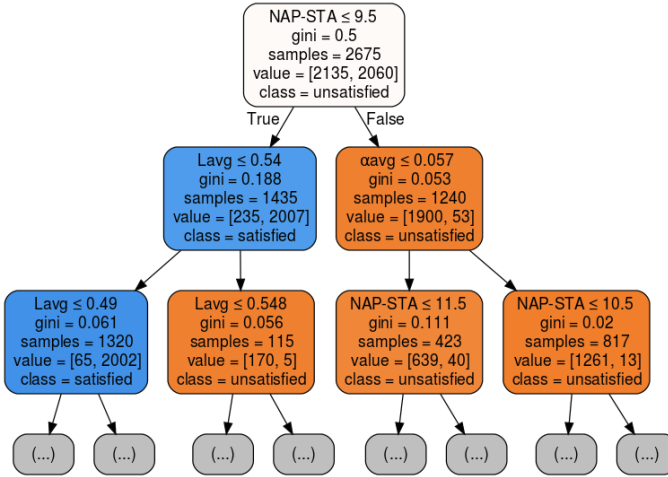 NAP-STA ≤ 9.5
gini = 0.5
samples = 2675
value = [2135, 2060]
class = unsatisfied
True
False
Lavg ≤ 0.54
gini = 0.188
samples = 1435
value = [235, 2007]
class = satisfied
αavg ≤ 0.057
gini = 0.053
samples = 1240
value = [1900, 53]
class = unsatisfied
Lavg ≤ 0.49
gini = 0.061
samples = 1320
value = [65, 2002]
class = satisfied
Lavg ≤ 0.548
gini = 0.056
samples = 115
value = [170, 5]
class = unsatisfied
NAP-STA ≤ 11.5
gini = 0.111
samples = 423
value = [639, 40]
class = unsatisfied
NAP-STA ≤ 10.5
gini = 0.02
samples = 817
value = [1261, 13]
class = unsatisfied
(...)
(...)
(...)
(...)
(...)
(...)
(...)
(...)